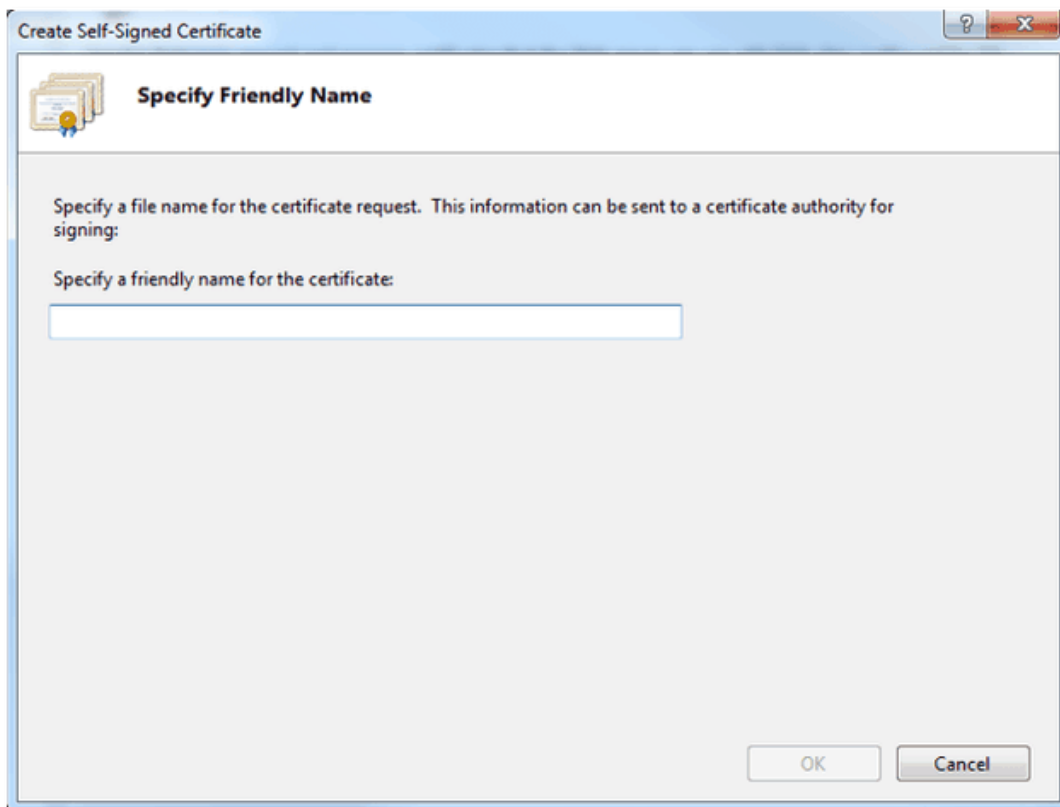 Create Self-Signed Certificate
Specify Friendly Name
Specify a file name for the certificate request.  This information can be sent to a certificate authority for
signing:
Specify a friendly name for the certificate:
OK
Cancel